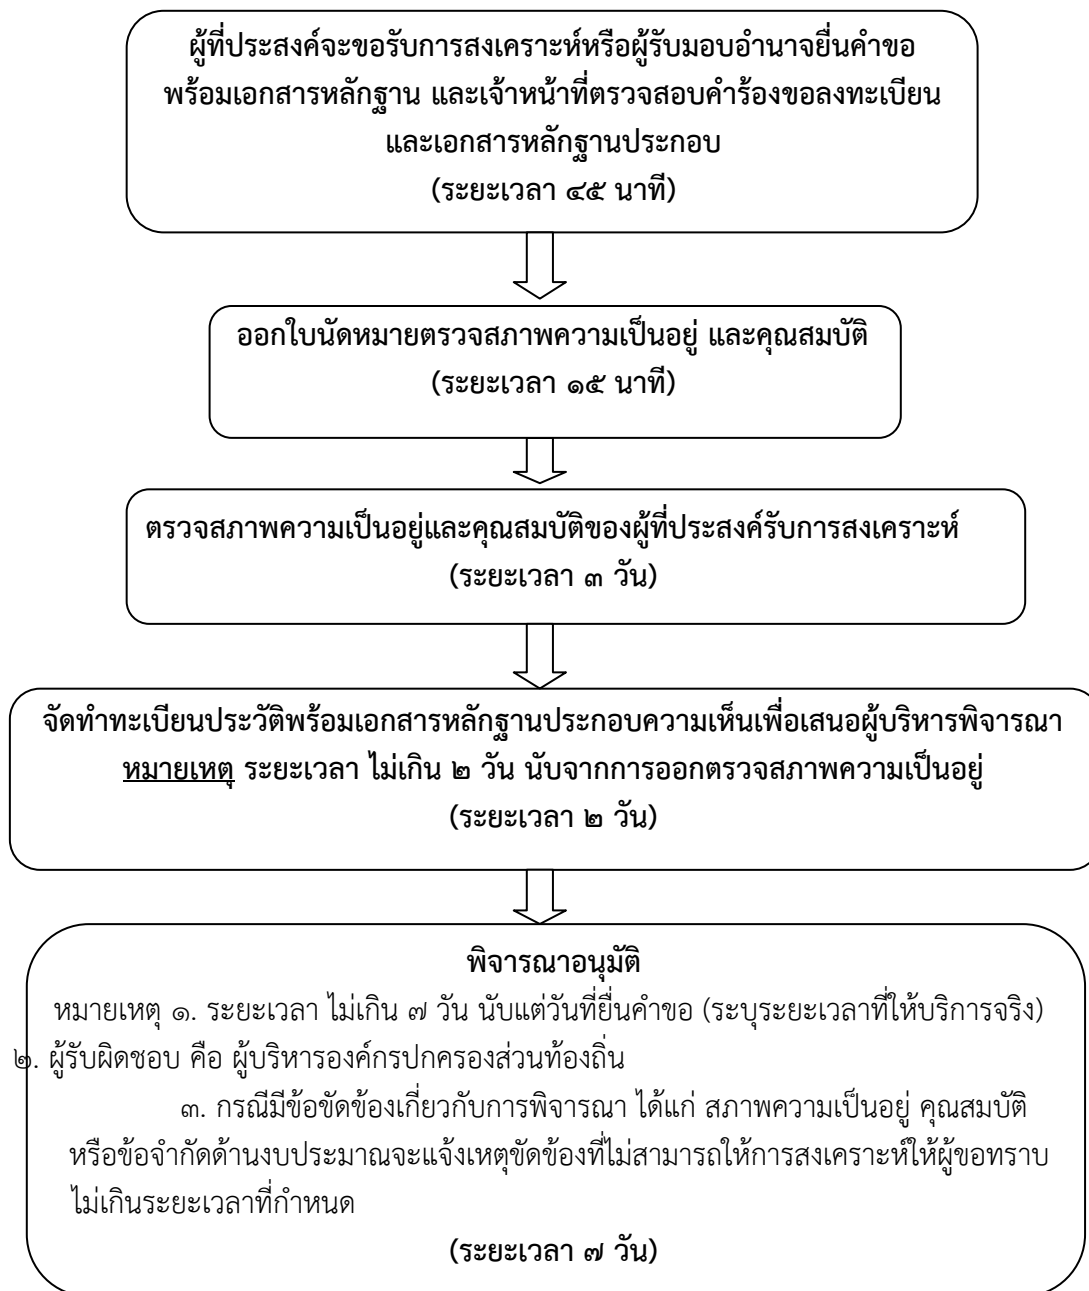 ผู้ที่ประสงค์จะขอรับการสงเคราะห์หรือผู้รับมอบอำนาจยื่นคำขอ
พร้อมเอกสารหลักฐาน และเจ้าหน้าที่ตรวจสอบคำร้องขอลงทะเบียน
และเอกสารหลักฐานประกอบ
(ระยะเวลา ๔๕ นาที)
ออกใบนัดหมายตรวจสภาพความเป็นอยู่ และคุณสมบัติ
(ระยะเวลา ๑๕ นาที)
ตรวจสภาพความเป็นอยู่และคุณสมบัติของผู้ที่ประสงค์รับการสงเคราะห์
(ระยะเวลา ๓ วัน)
จัดทำทะเบียนประวัติพร้อมเอกสารหลักฐานประกอบความเห็นเพื่อเสนอผู้บริหารพิจารณา
หมายเหตุ ระยะเวลา ไม่เกิน ๒ วัน นับจากการออกตรวจสภาพความเป็นอยู่
(ระยะเวลา ๒ วัน)
พิจารณาอนุมัติ
หมายเหตุ ๑. ระยะเวลา ไม่เกิน ๗ วัน นับแต่วันที่ยื่นคำขอ (ระบุระยะเวลาที่ให้บริการจริง)
๒. ผู้รับผิดชอบ คือ ผู้บริหารองค์กรปกครองส่วนท้องถิ่น
๓. กรณีมีข้อขัดข้องเกี่ยวกับการพิจารณา ได้แก่ สภาพความเป็นอยู่ คุณสมบัติ
หรือข้อจำกัดด้านงบประมาณจะแจ้งเหตุขัดข้องที่ไม่สามารถให้การสงเคราะห์ให้ผู้ขอทราบ
ไม่เกินระยะเวลาที่กำหนด
(ระยะเวลา ๗ วัน)